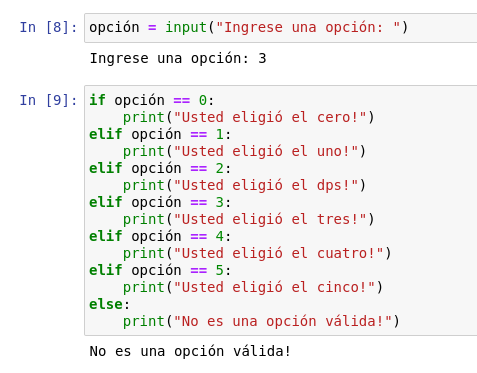 In [8]: opción = input("Ingrese una opción: ")
Ingrese una opción: 3
In [9]: if opción == 0:
    print("Usted eligió el cero!")
elif opción == 1:
    print("Usted eligió el uno!")
elif opción == 2:
    print("Usted eligió el dps!")
elif opción == 3:
    print("Usted eligió el tres!")
elif opción == 4:
    print("Usted eligió el cuatro!")
elif opción == 5:
    print("Usted eligió el cinco!")
else:
    print("No es una opción válida!")
No es una opción válida!